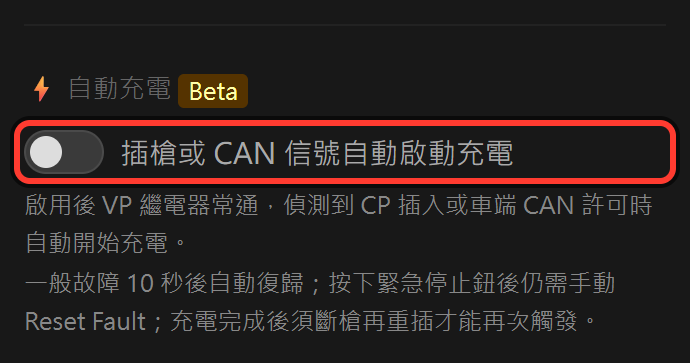 自動充電 Beta
插槍或 CAN 信號自動啟動充電
啟用後 VP 繼電器常通，偵測到 CP 插入或車端 CAN 許可時
自動開始充電。
一般故障 10 秒後自動復歸；按下緊急停止鈕後仍需手動
Reset Fault；充電完成後須斷槍再重插才能再次觸發。